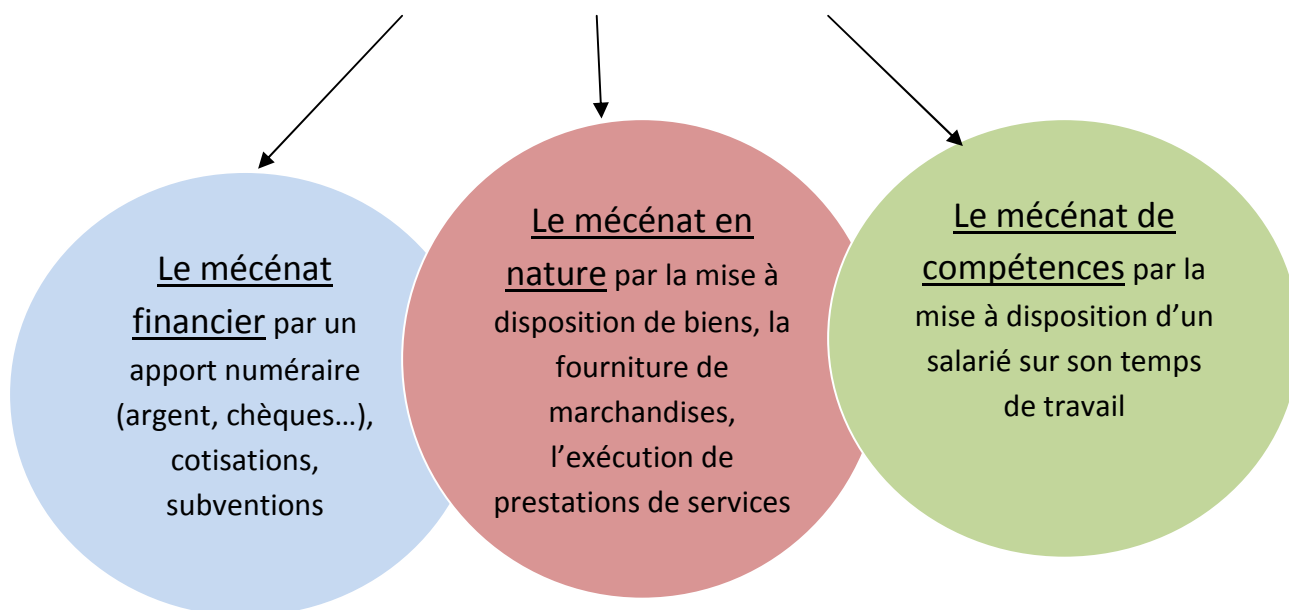 Le mécénat
financier par un
apport numéraire
(argent, chèques…),
cotisations,
subventions
Le mécénat en
nature par la mise à
disposition de biens, la
fourniture de
marchandises,
l’exécution de
prestations de services
Le mécénat de
compétences par la
mise à disposition d’un
salarié sur son temps
de travail